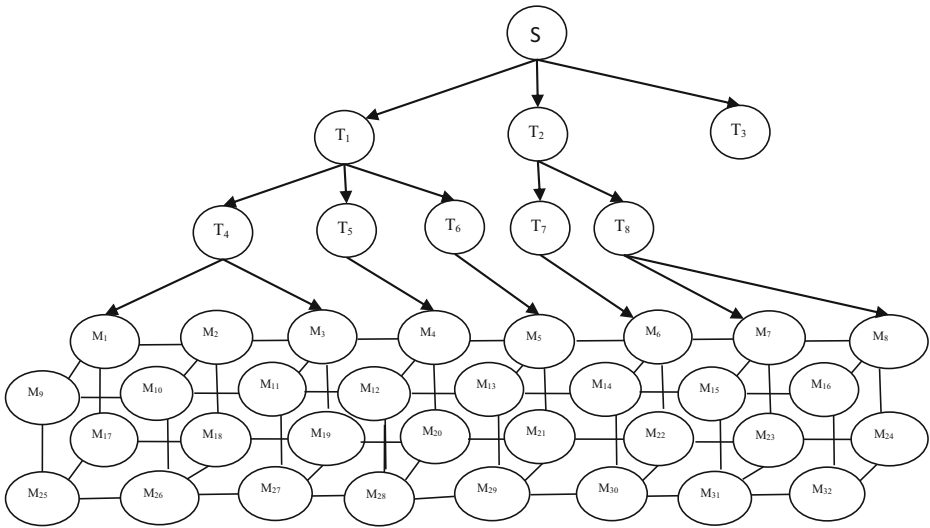 S
T₁ T₂ T₃
T₄ T₅ T₆ T₇ T₈
M₁ M₂ M₃ M₄ M₅ M₆ M₇ M₈
M₉ M₁₀ M₁₁ M₁₂ M₁₃ M₁₄ M₁₅ M₁₆
M₁₇ M₁₈ M₁₉ M₂₀ M₂₁ M₂₂ M₂₃ M₂₄
M₂₅ M₂₆ M₂₇ M₂₈ M₂₉ M₃₀ M₃₁ M₃₂